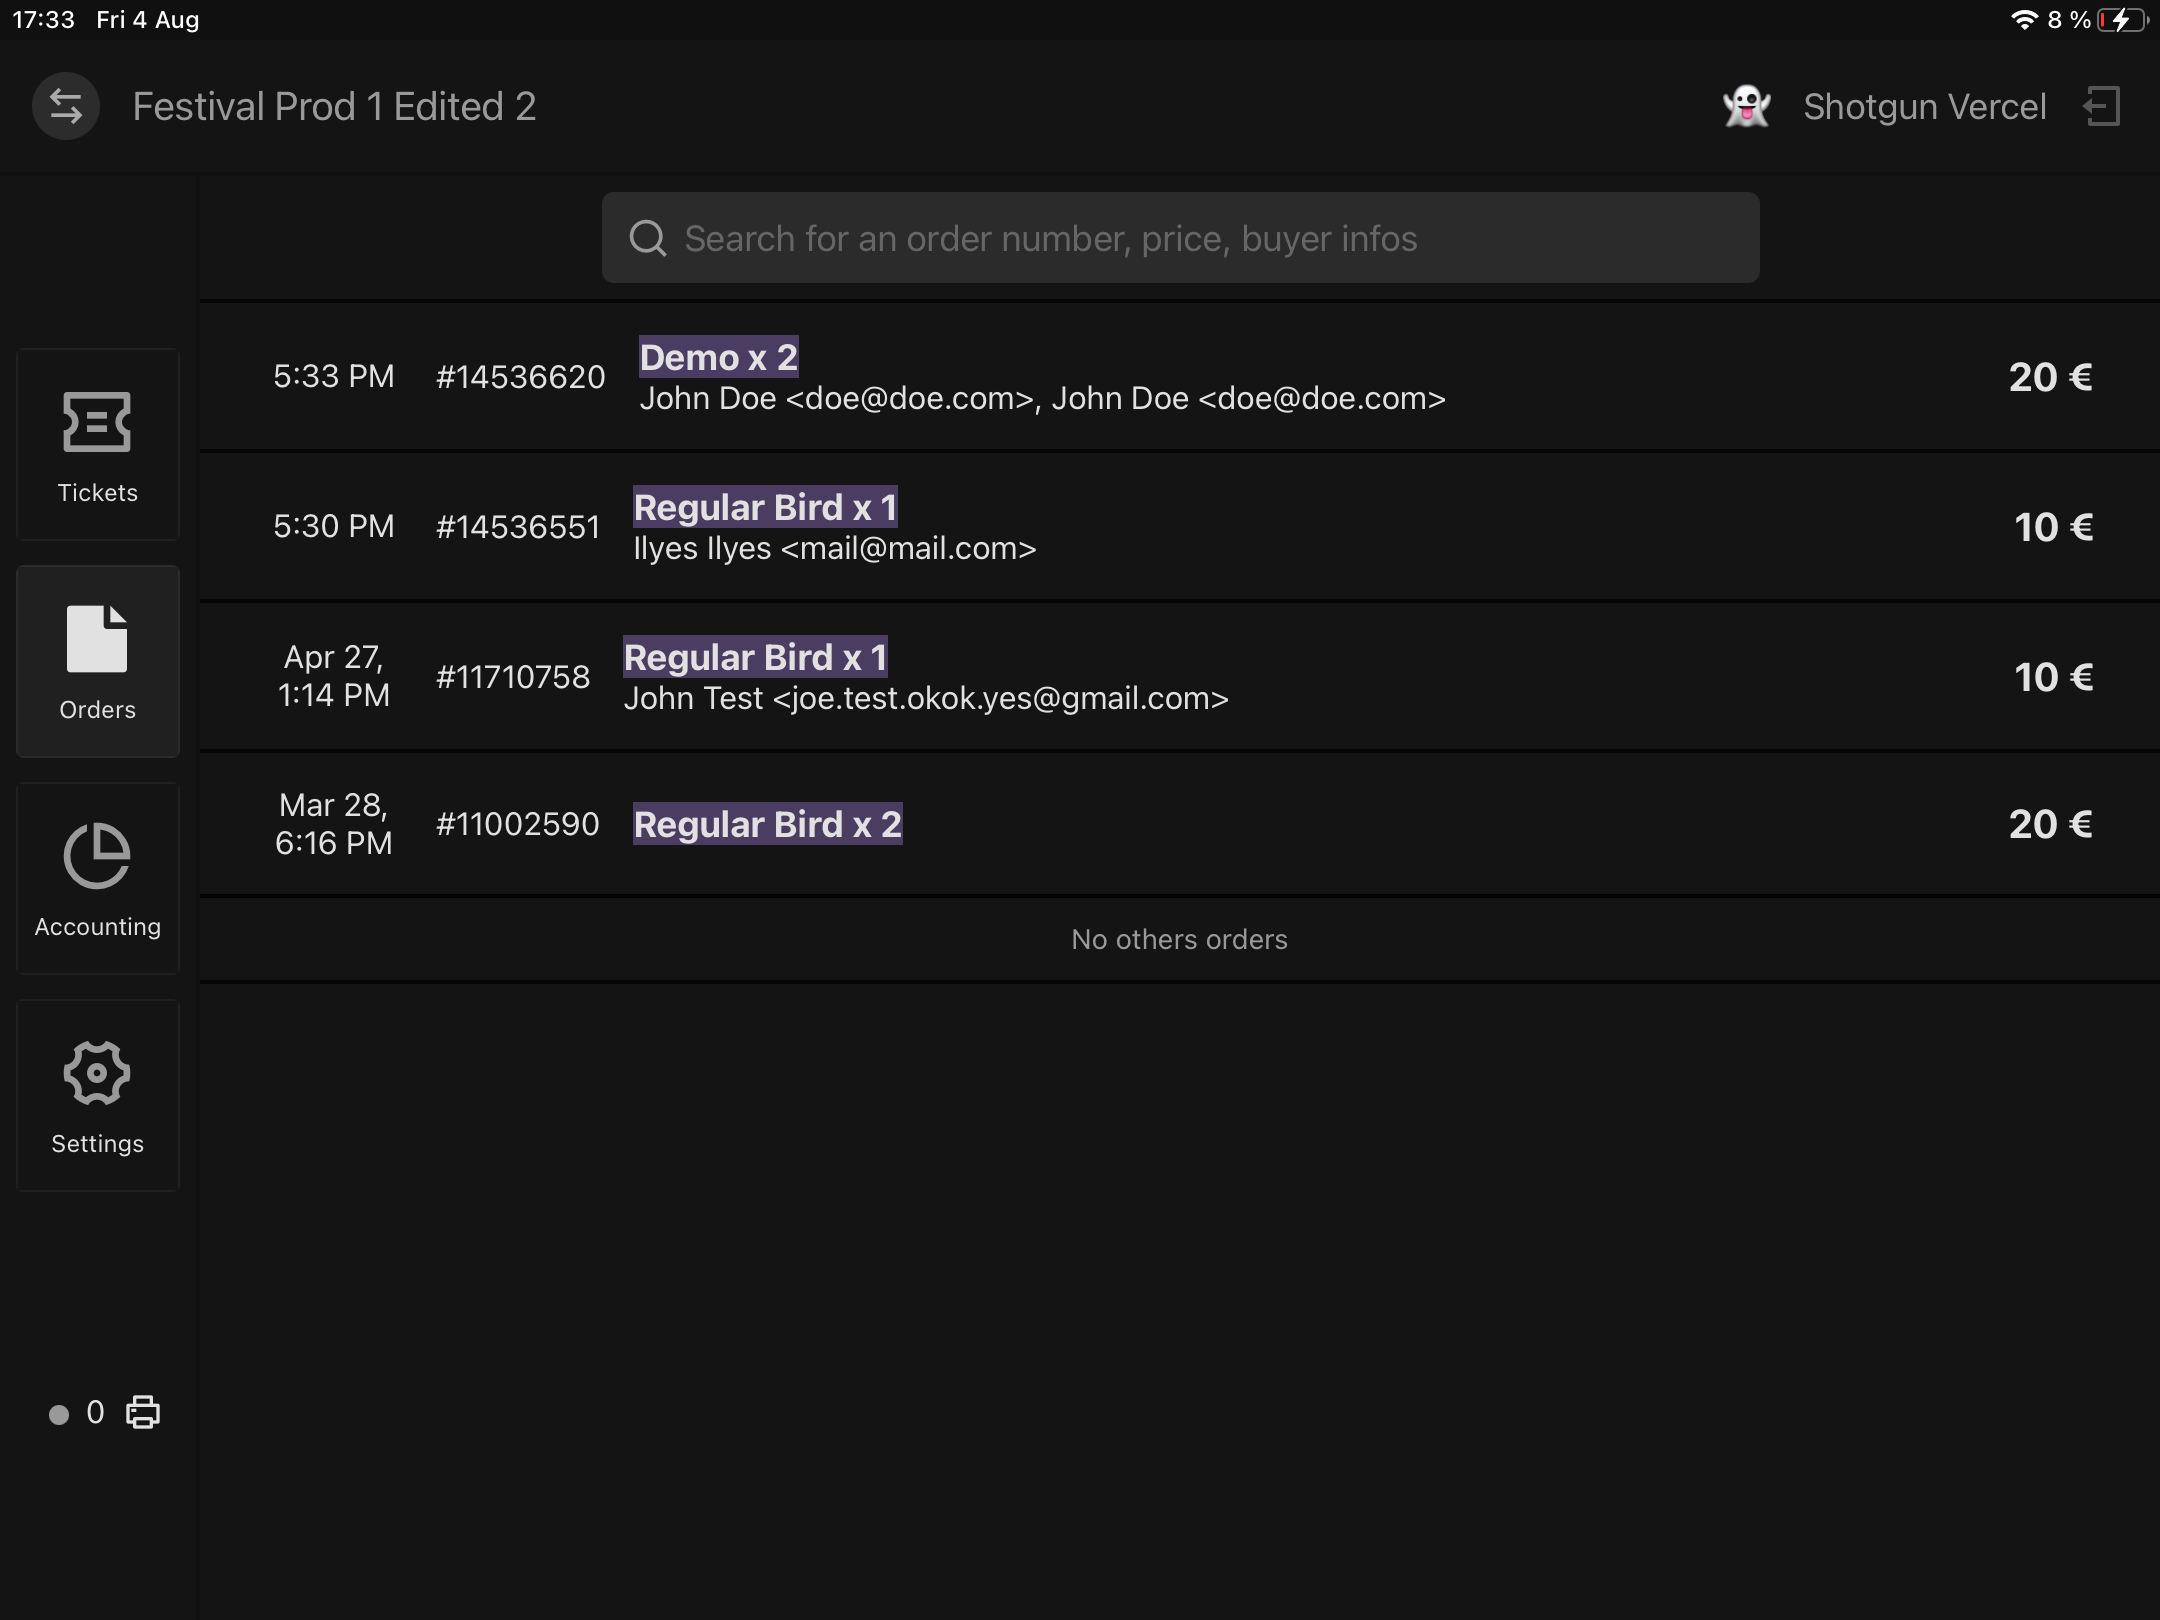 17:33 Fri 4 Aug
8 %
Festival Prod 1 Edited 2
Shotgun Vercel
Search for an order number, price, buyer infos
Tickets
Orders
Accounting
Settings
0
5:33 PM #14536620 Demo x 2 20 €
John Doe <doe@doe.com>, John Doe <doe@doe.com>
5:30 PM #14536551 Regular Bird x 1 10 €
Ilyes Ilyes <mail@mail.com>
Apr 27,
1:14 PM #11710758 Regular Bird x 1 10 €
John Test <joe.test.okok.yes@gmail.com>
Mar 28,
6:16 PM #11002590 Regular Bird x 2 20 €
No others orders